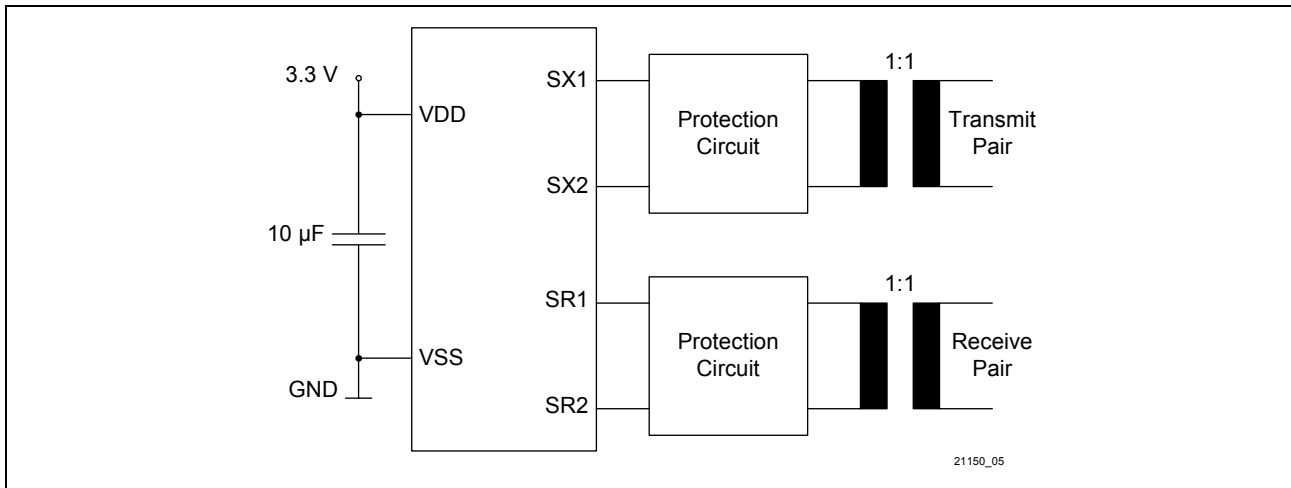 3.3 V
VDD
10 µF
VSS
GND
SX1
SX2
SR1
SR2
Protection
Circuit
1:1
Transmit
Pair
Protection
Circuit
1:1
Receive
Pair
21150_05